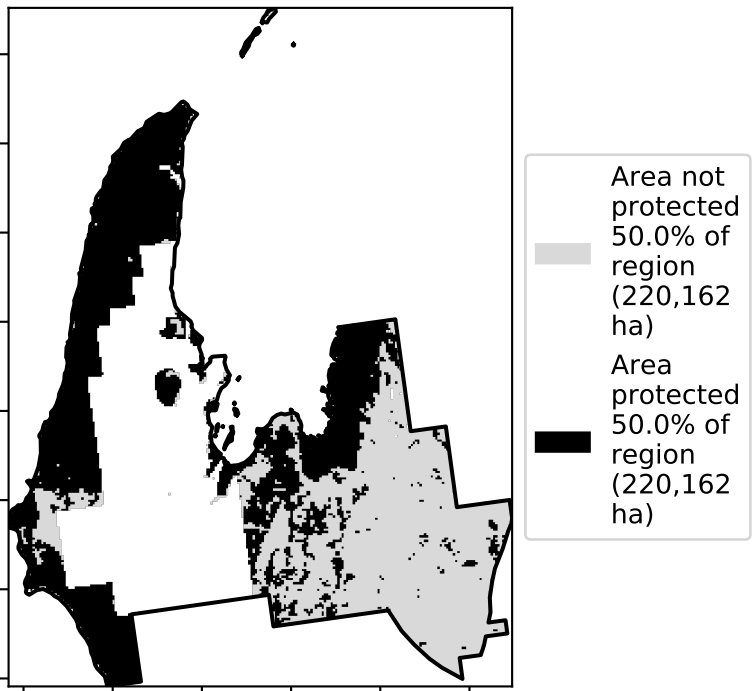 Area not
protected
50.0% of
region
(220,162
ha)
Area
protected
50.0% of
region
(220,162
ha)